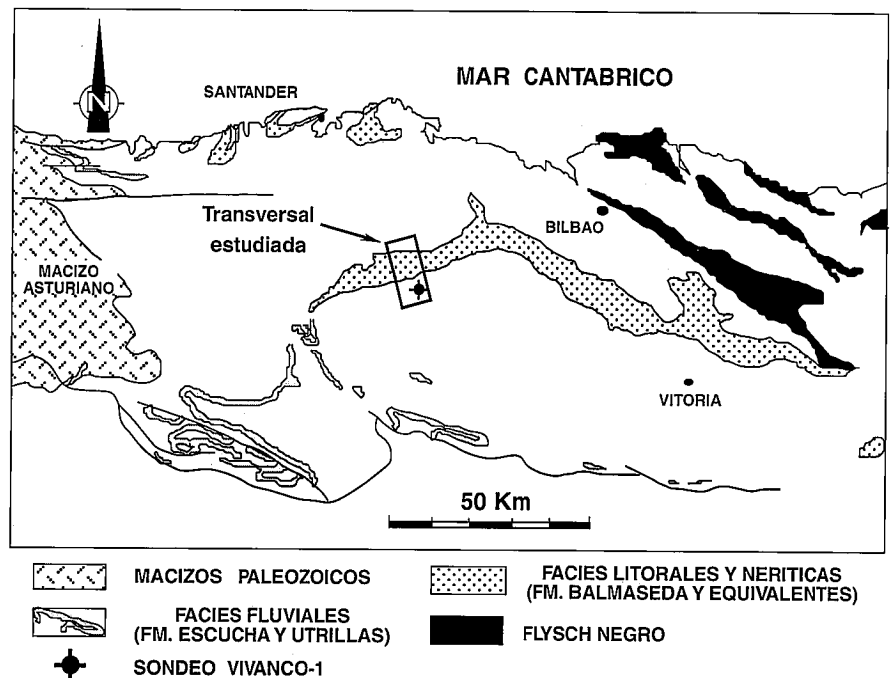 MAR CANTABRICO
SANTANDER
N
Transversal
estudiada
BILBAO
MACIZO
ASTURIANO
VITORIA
50 Km
MACIZOS PALEOZOICOS
FACIES FLUVIALES
(FM. ESCUCHA Y UTRILLAS)
SONDEO VIVANCO-1
FACIES LITORALES Y NERITICAS
(FM. BALMASEDA Y EQUIVALENTES)
FLYSCH NEGRO